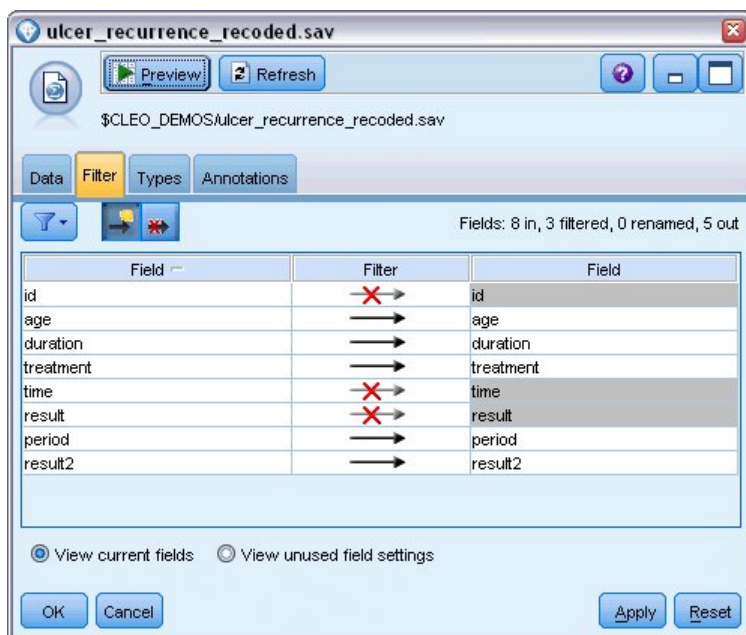 ulcer_recurrence_recoded.sav
Preview Refresh
$CLEO_DEMOS/ulcer_recurrence_recoded.sav
Data Filter Types Annotations
Fields: 8 in, 3 filtered, 0 renamed, 5 out
Field Filter Field
id id
age age
duration duration
treatment treatment
time time
result result
period period
result2 result2
View current fields View unused field settings
OK Cancel Apply Reset